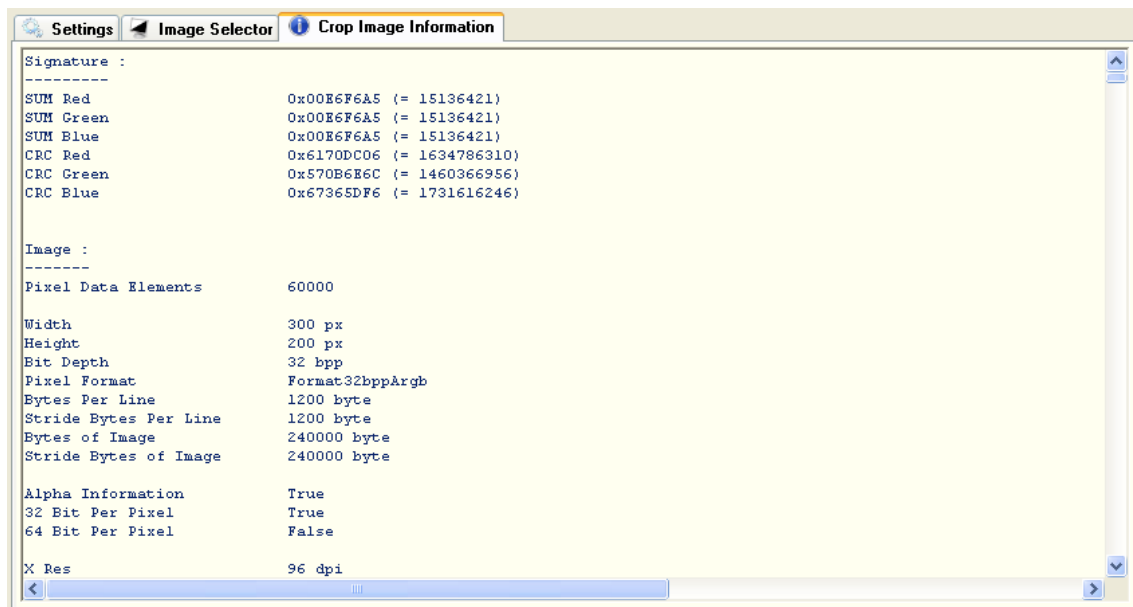 Settings Image Selector Crop Image Information
Signature :
---------
SUM Red 0x00E6F6A5 (= 15136421)
SUM Green 0x00E6F6A5 (= 15136421)
SUM Blue 0x00E6F6A5 (= 15136421)
CRC Red 0x6170DC06 (= 1634786310)
CRC Green 0x570B6E6C (= 1460366956)
CRC Blue 0x67365DF6 (= 1731616246)
Image :
-------
Pixel Data Elements 60000
Width 300 px
Height 200 px
Bit Depth 32 bpp
Pixel Format Format32bppArgb
Bytes Per Line 1200 byte
Stride Bytes Per Line 1200 byte
Bytes of Image 240000 byte
Stride Bytes of Image 240000 byte
Alpha Information True
32 Bit Per Pixel True
64 Bit Per Pixel False
X Res 96 dpi